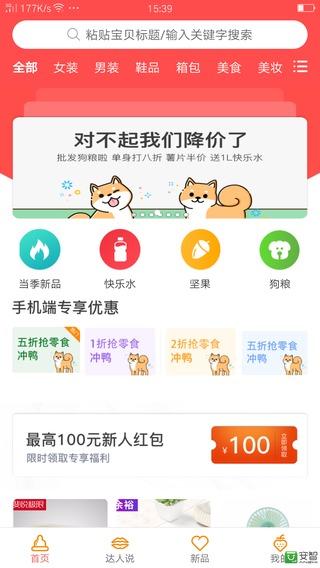 177K/s
15:39
粘贴宝贝标题/输入关键字搜索
全部 女装 男装 鞋品 箱包 美食 美妆
对不起我们降价了
批发狗粮啦 单身打八折 薯片半价 送1L快乐水
当季新品 快乐水 坚果 狗粮
手机端专享优惠
五折抢零食
冲鸭
1折抢零食
冲鸭
2折抢零食
冲鸭
五折抢零食
冲鸭
最高100元新人红包
限时领取专享福利
¥100
立即领取
余裕
首页 达人说 新品 我的
安智